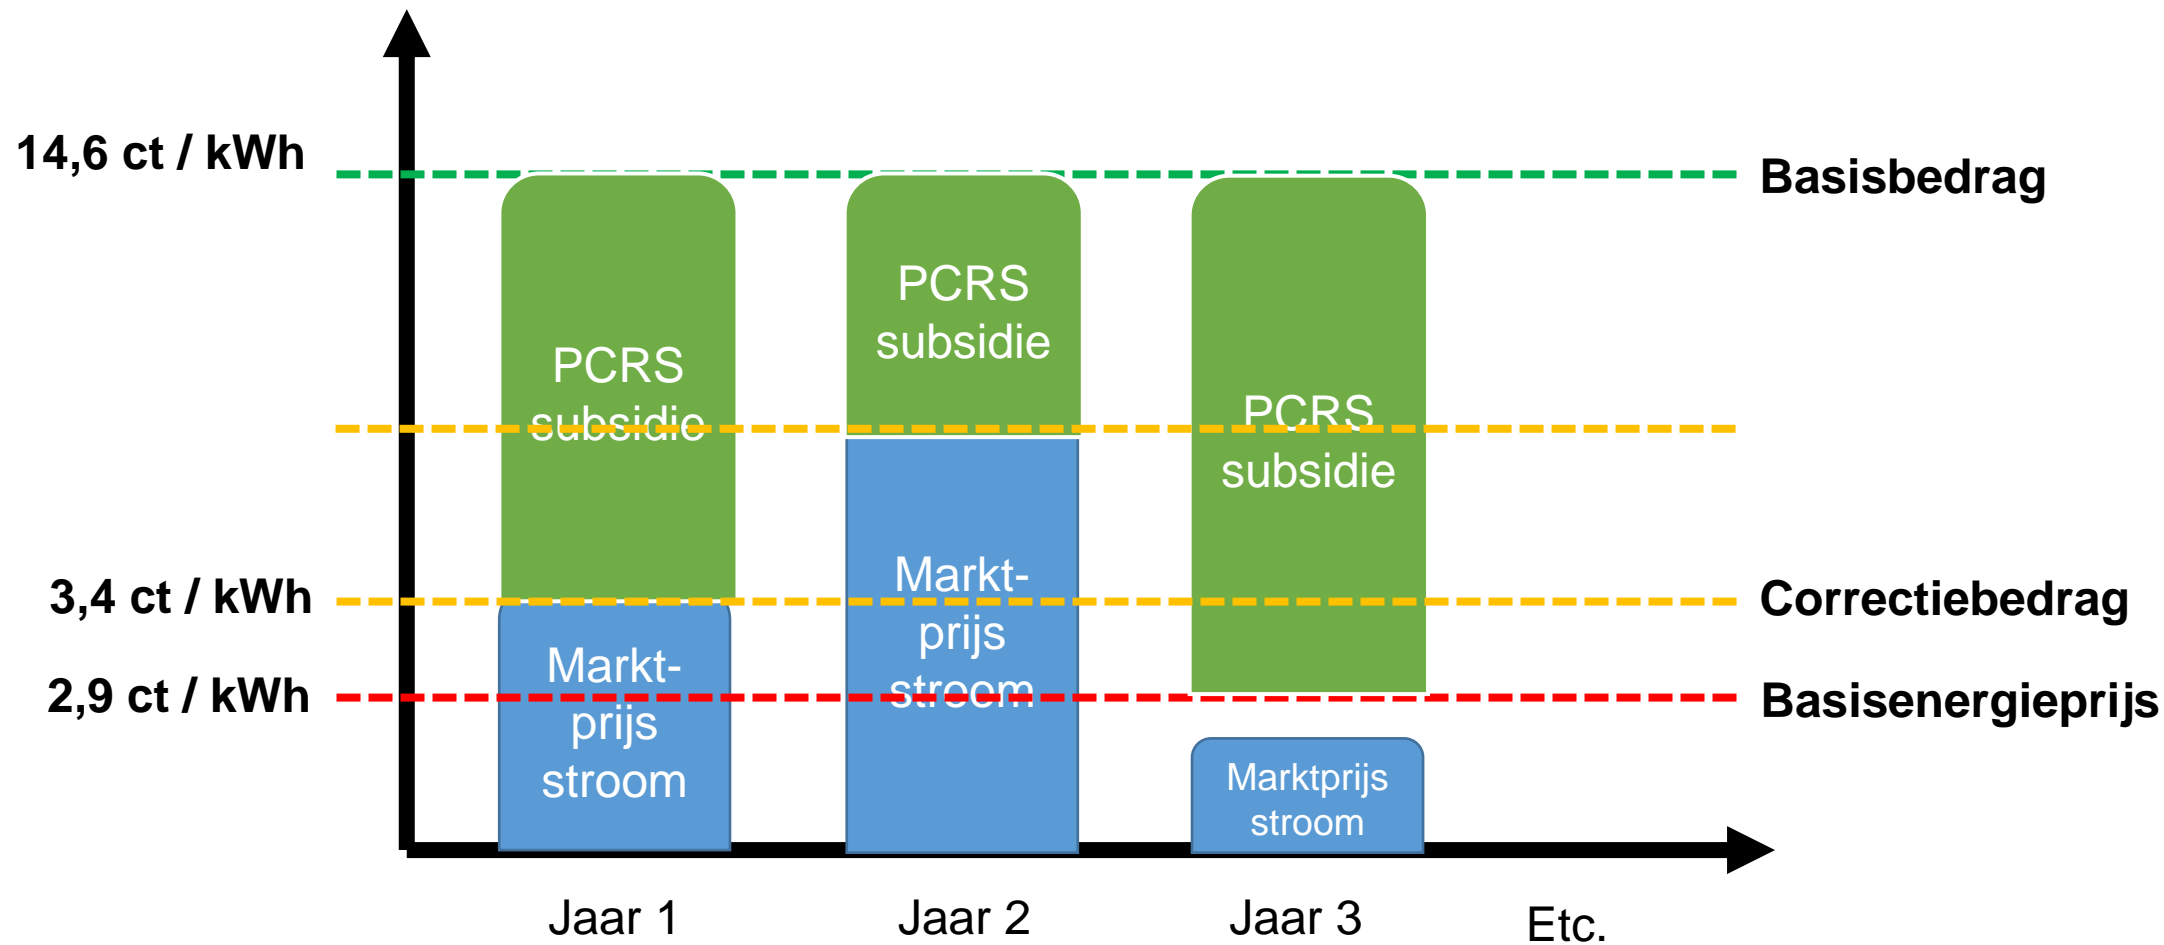 14,6 ct / kWh
Basisbedrag
PCRS
subsidie
PCRS
subsidie
PCRS
subsidie
3,4 ct / kWh
Correctiebedrag
2,9 ct / kWh
Basisenergieprijs
Markt-
prijs
stroom
Markt-
prijs
stroom
Marktprijs
stroom
Jaar 1
Jaar 2
Jaar 3
Etc.